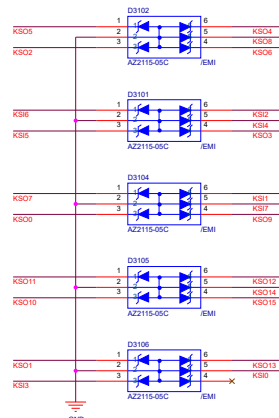 D3102
1 6
KSO5 2 5 KSO4
3 4 KSO8
KSO2 KSO6
AZ2115-05C /EMI
D3101
1 6
KSI6 2 5 KSI2
3 4 KSI4
KSI5 KSO3
AZ2115-05C /EMI
D3104
1 6
KSO7 2 5 KSI1
3 4 KSI7
KSO0 KSO9
AZ2115-05C /EMI
D3105
1 6
KSO11 2 5 KSO12
3 4 KSO14
KSO10 KSO15
AZ2115-05C /EMI
D3106
1 6
KSO1 2 5 KSO13
3 4 KSI0
KSI3
AZ2115-05C /EMI